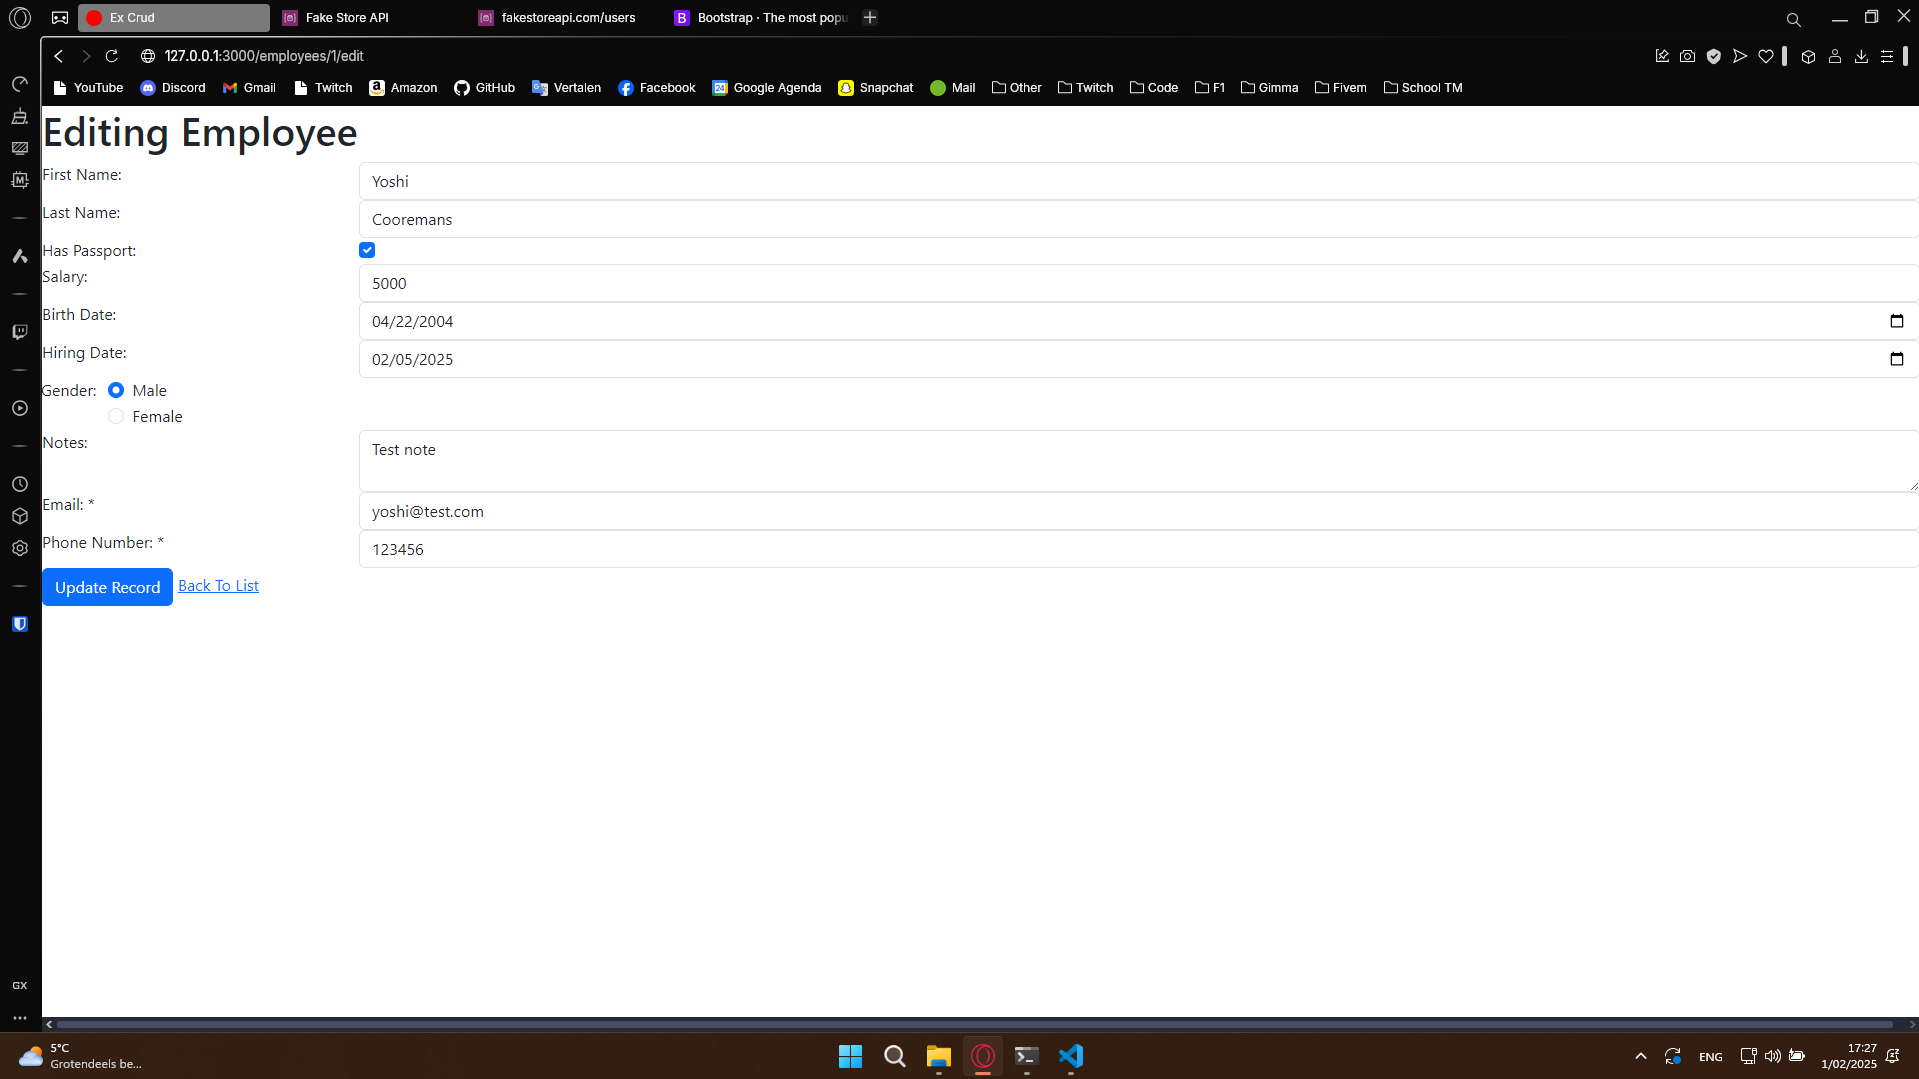 Ex Crud Fake Store API fakestoreapi.com/users Bootstrap · The most popu
127.0.0.1:3000/employees/1/edit
YouTube Discord Gmail Twitch Amazon GitHub Vertalen Facebook 24 Google Agenda Snapchat Mail Other Twitch Code F1 Gimma Fivem School TM
Editing Employee
First Name: Yoshi
Last Name: Cooremans
Has Passport:
Salary: 5000
Birth Date: 04/22/2004
Hiring Date: 02/05/2025
Gender: Male
Female
Notes: Test note
Email: * yoshi@test.com
Phone Number: * 123456
Update Record Back To List
GX
5°C
Grotendeels be...
ENG
17:27
1/02/2025